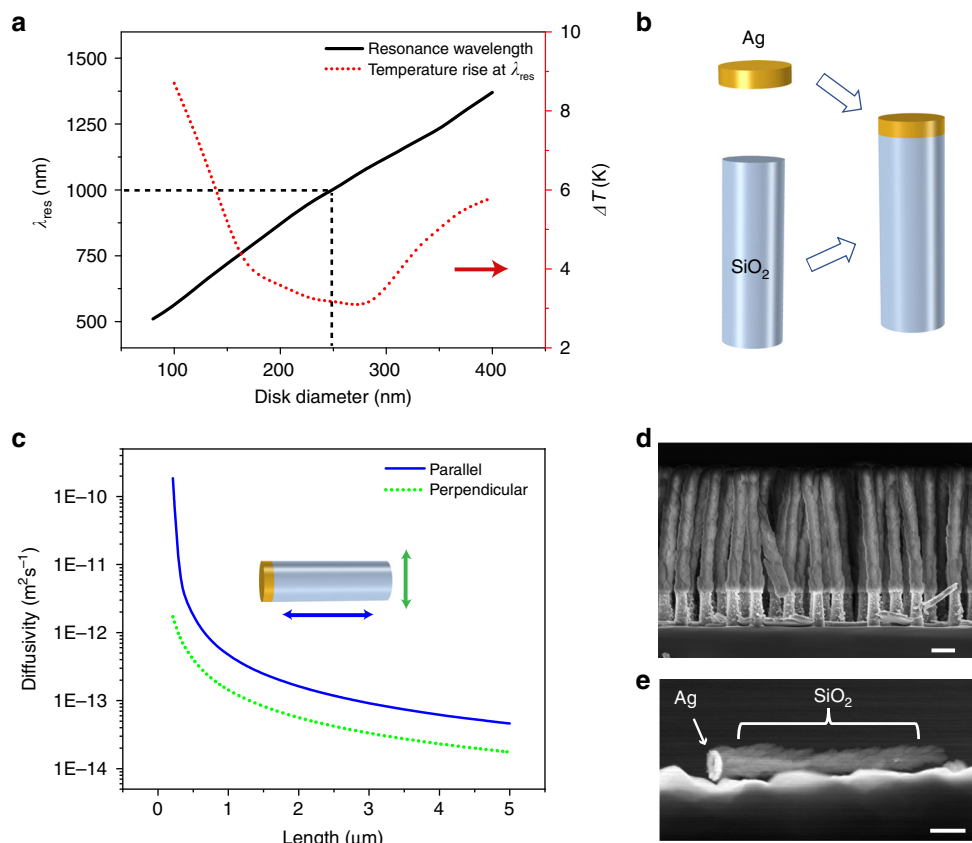 a
1500
1250
1000
750
500
λres (nm)
100
200
300
400
Disk diameter (nm)
Resonance wavelength
Temperature rise at λres
10
8
6
4
2
ΔT (K)
b
Ag
SiO2
c
1E−10
1E−11
1E−12
1E−13
1E−14
Diffusivity (m2s−1)
Parallel
Perpendicular
0
1
2
3
4
5
Length (µm)
d
e
Ag
SiO2